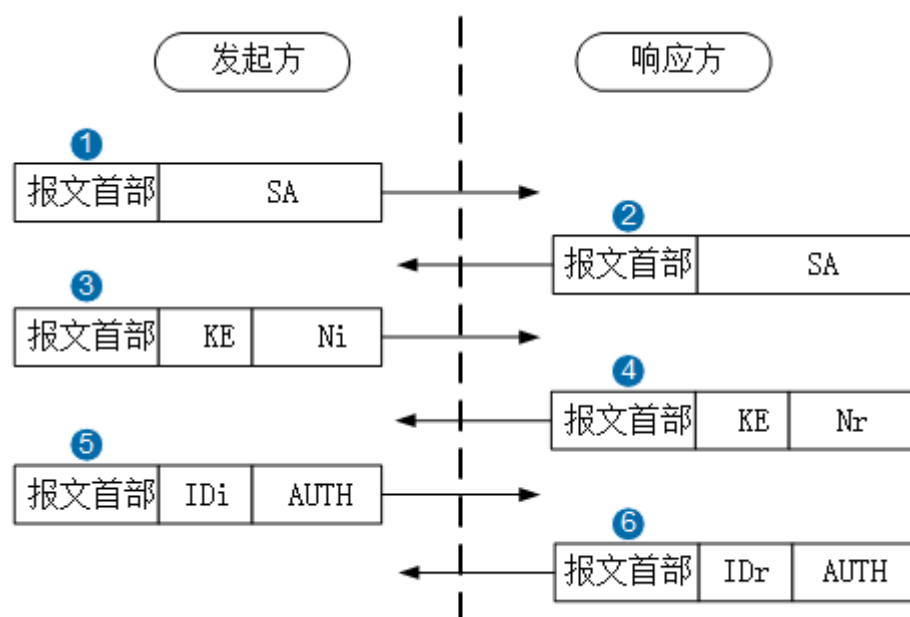 发起方
响应方
1
报文首部 SA
2
报文首部 SA
3
报文首部 KE Ni
4
报文首部 KE Nr
5
报文首部 IDi AUTH
6
报文首部 IDr AUTH